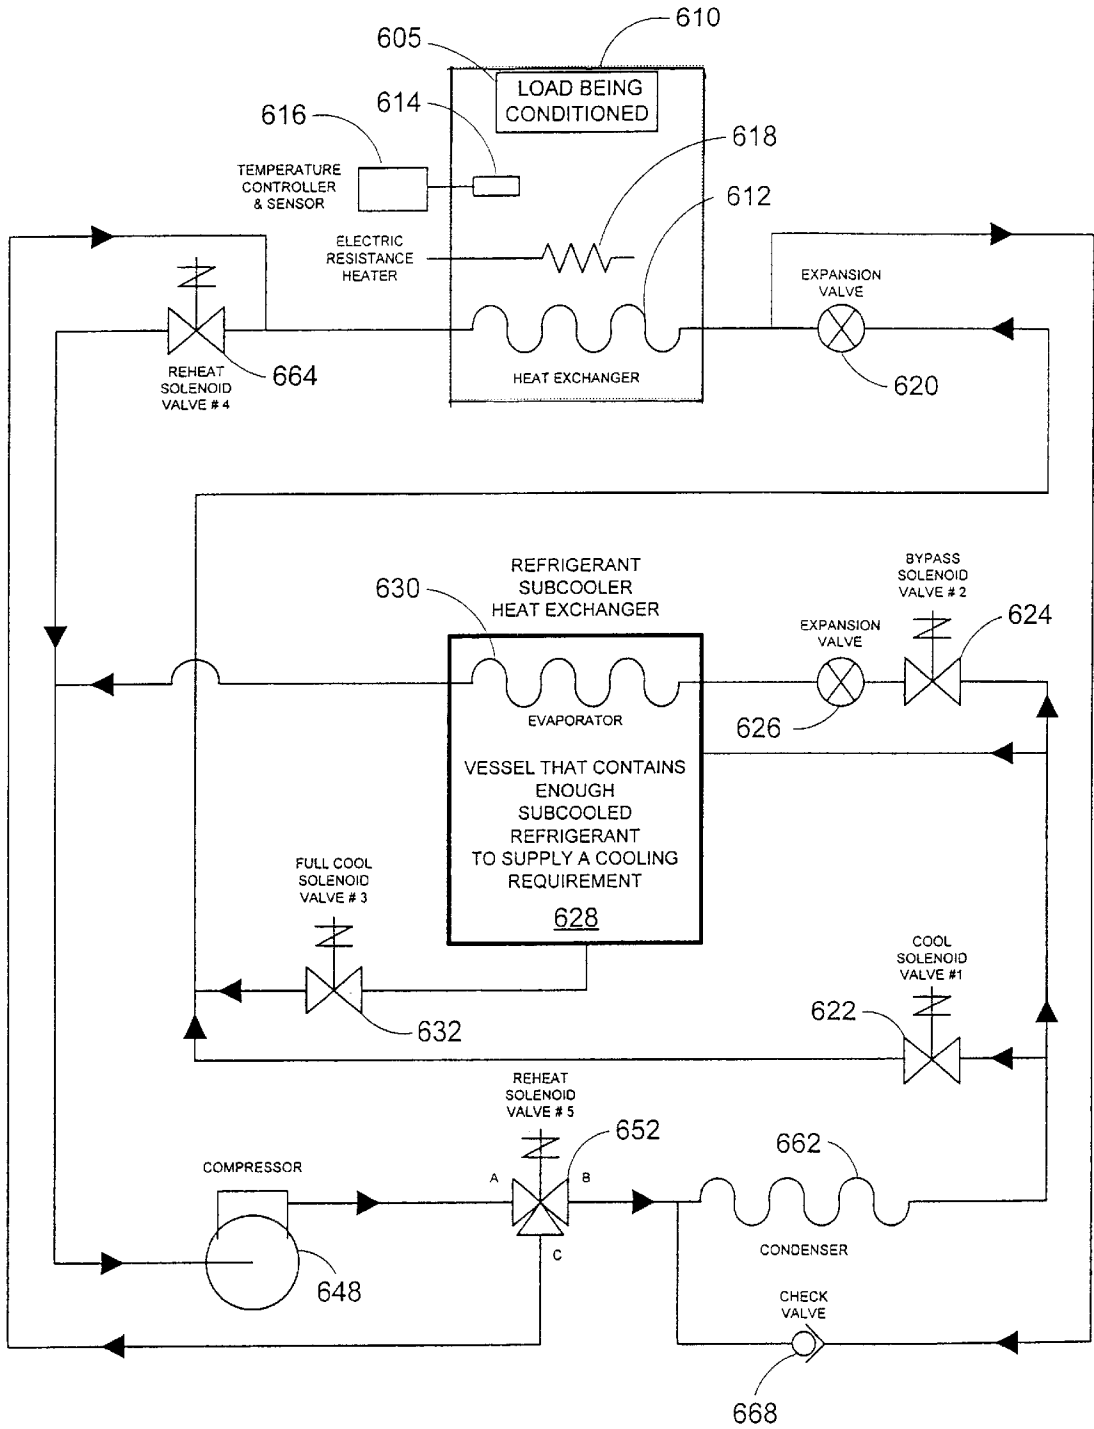 610
605
LOAD BEING
CONDITIONED
614
616
618
TEMPERATURE
CONTROLLER
& SENSOR
612
ELECTRIC
RESISTANCE
HEATER
EXPANSION
VALVE
664
REHEAT
SOLENOID
VALVE # 4
HEAT EXCHANGER
620
REFRIGERANT
SUBCOOLER
HEAT EXCHANGER
630
BYPASS
SOLENOID
VALVE # 2
624
EXPANSION
VALVE
626
EVAPORATOR
VESSEL THAT CONTAINS
ENOUGH
SUBCOOLED
REFRIGERANT
TO SUPPLY A COOLING
REQUIREMENT
628
FULL COOL
SOLENOID
VALVE # 3
632
COOL
SOLENOID
VALVE #1
622
REHEAT
SOLENOID
VALVE # 5
652
662
COMPRESSOR
A
B
C
648
CONDENSER
CHECK
VALVE
668